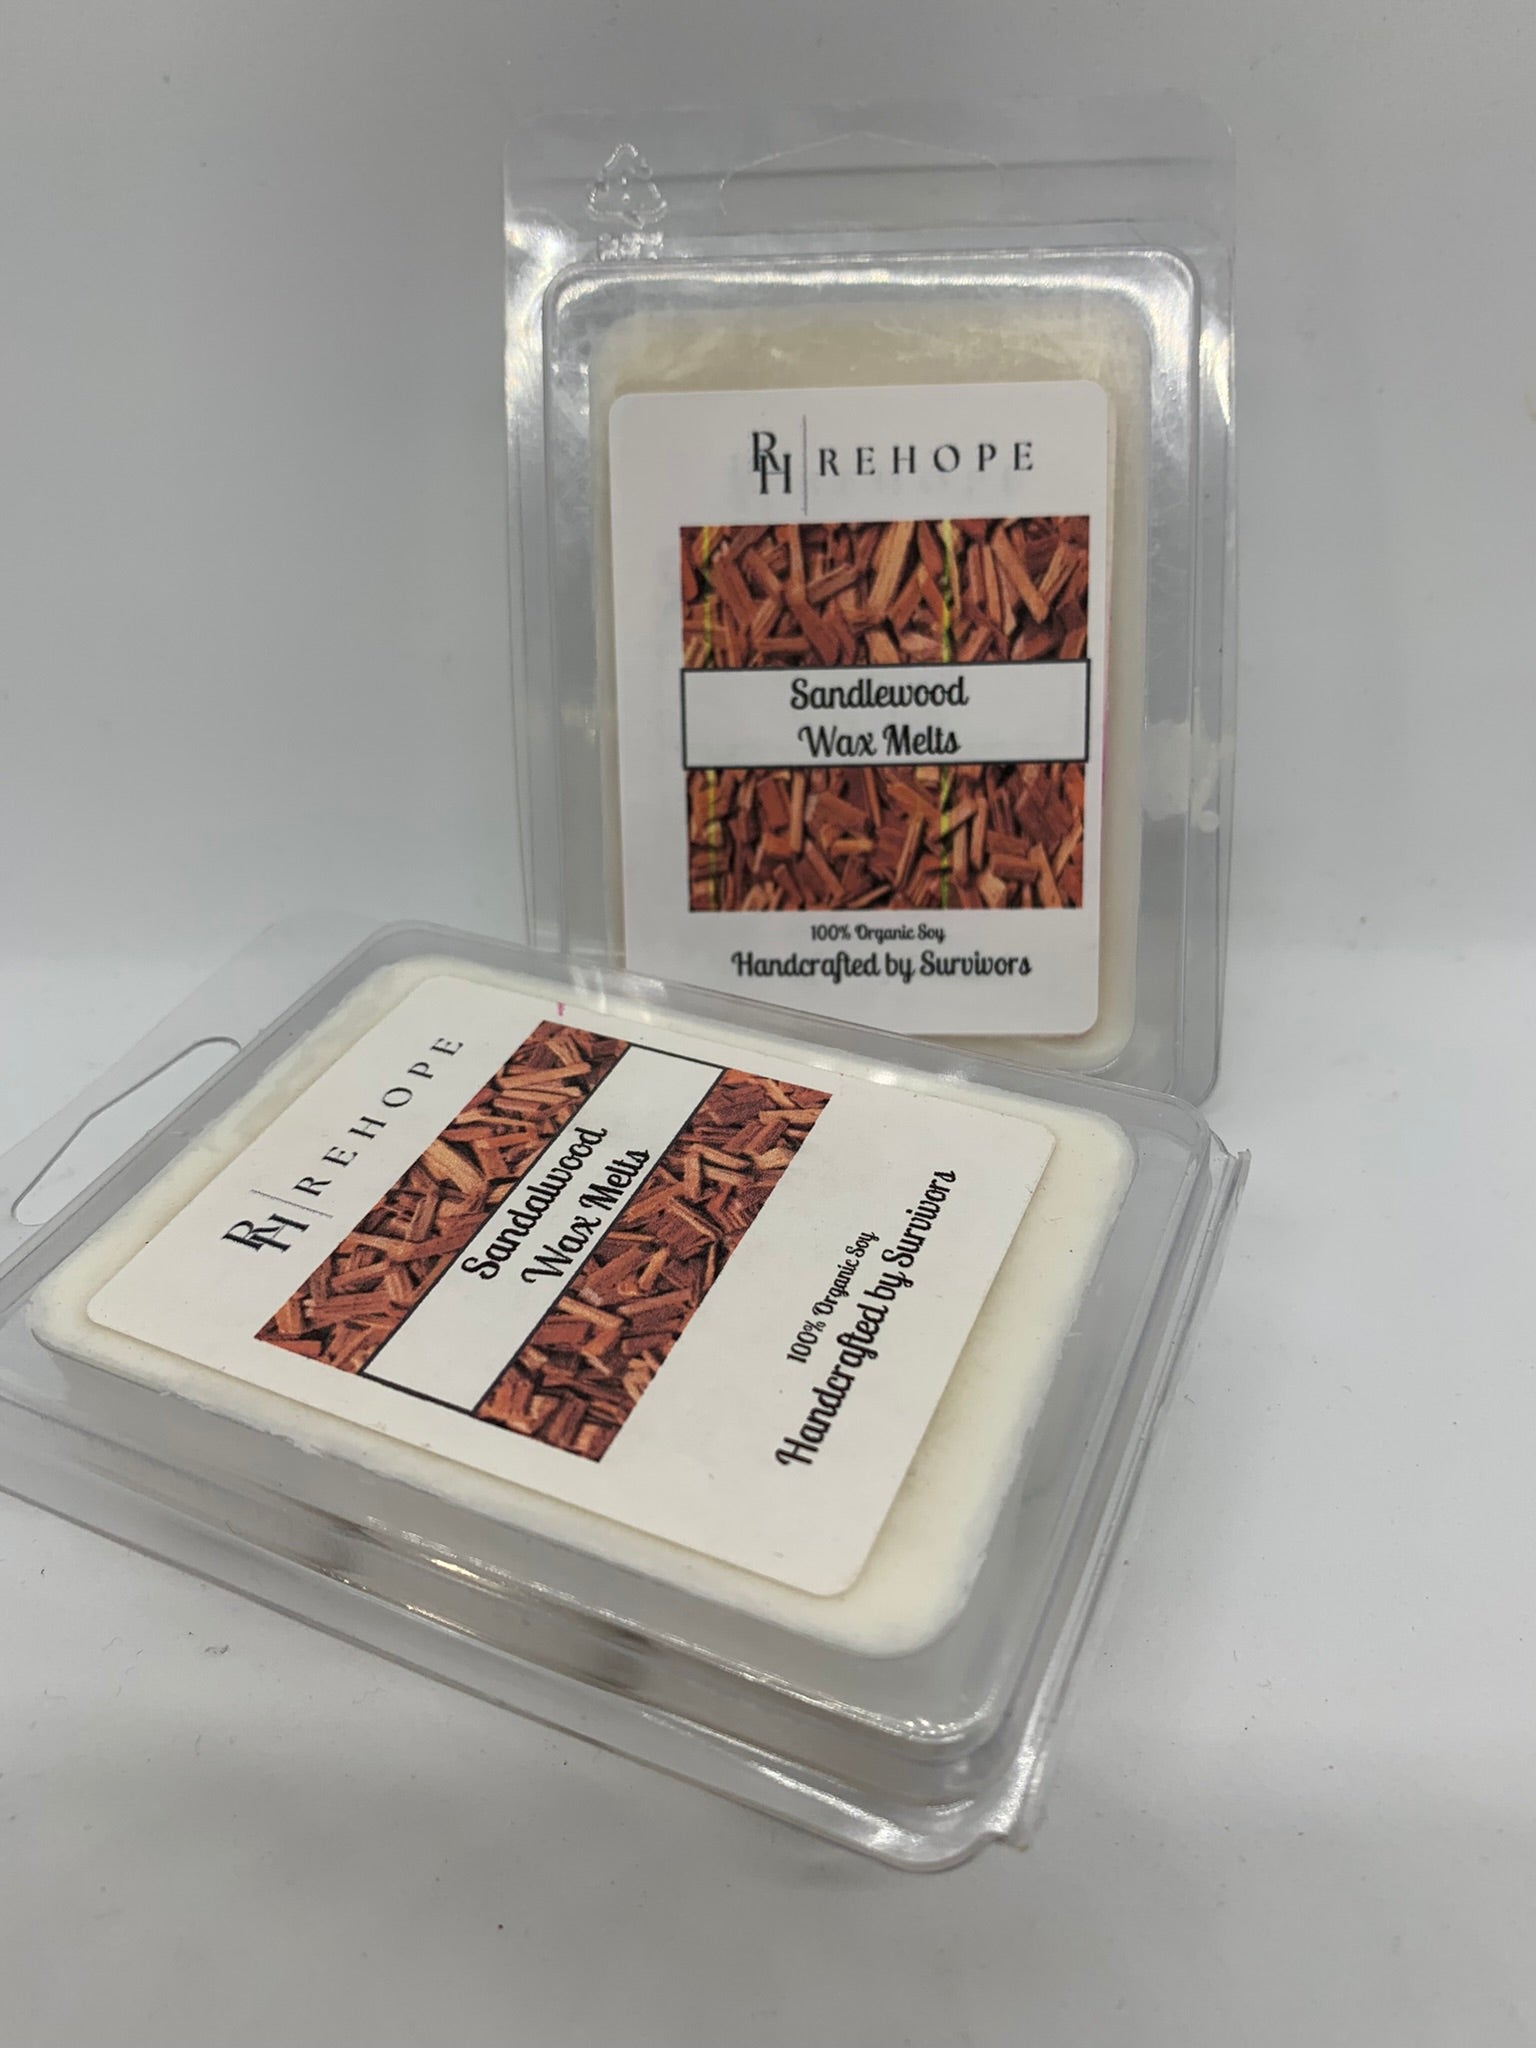 RH REHOPE
Sandlewood
Wax Melts
100% Organic Soy
Handcrafted by Survivors
RH REHOPE
Sandalwood
Wax Melts
100% Organic Soy
Handcrafted by Survivors